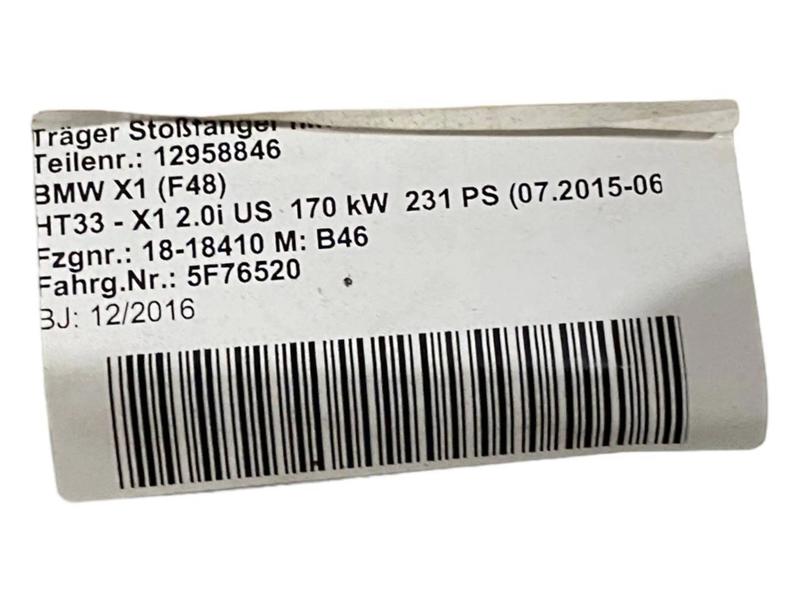 Träger Stoßfänger
Teilenr.: 12958846
BMW X1 (F48)
HT33 - X1 2.0i US 170 kW 231 PS (07.2015-06
Fzgnr.: 18-18410 M: B46
Fahrg.Nr.: 5F76520
BJ: 12/2016